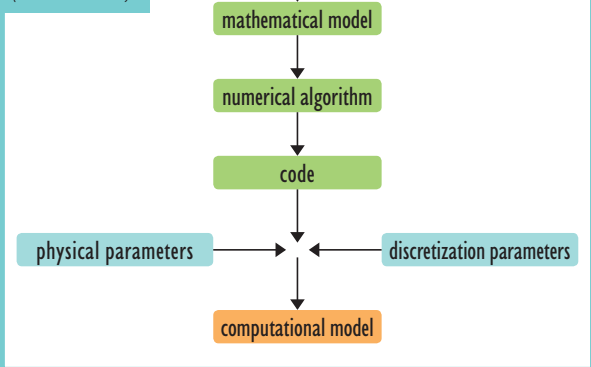 mathematical model
numerical algorithm
code
physical parameters
discretization parameters
computational model